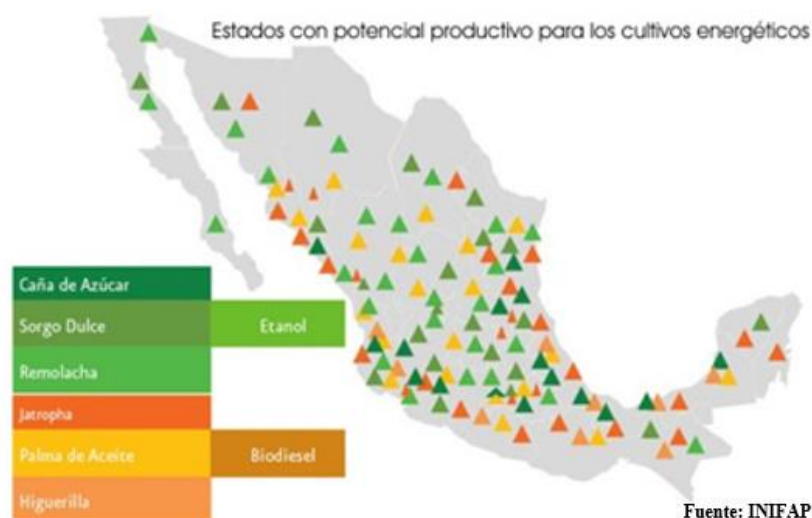 Estados con potencial productivo para los cultivos energéticos
Caña de Azúcar
Sorgo Dulce
Etanol
Remolacha
Jatropha
Palma de Aceite
Biodiesel
Higuerilla
Fuente: INIFAP